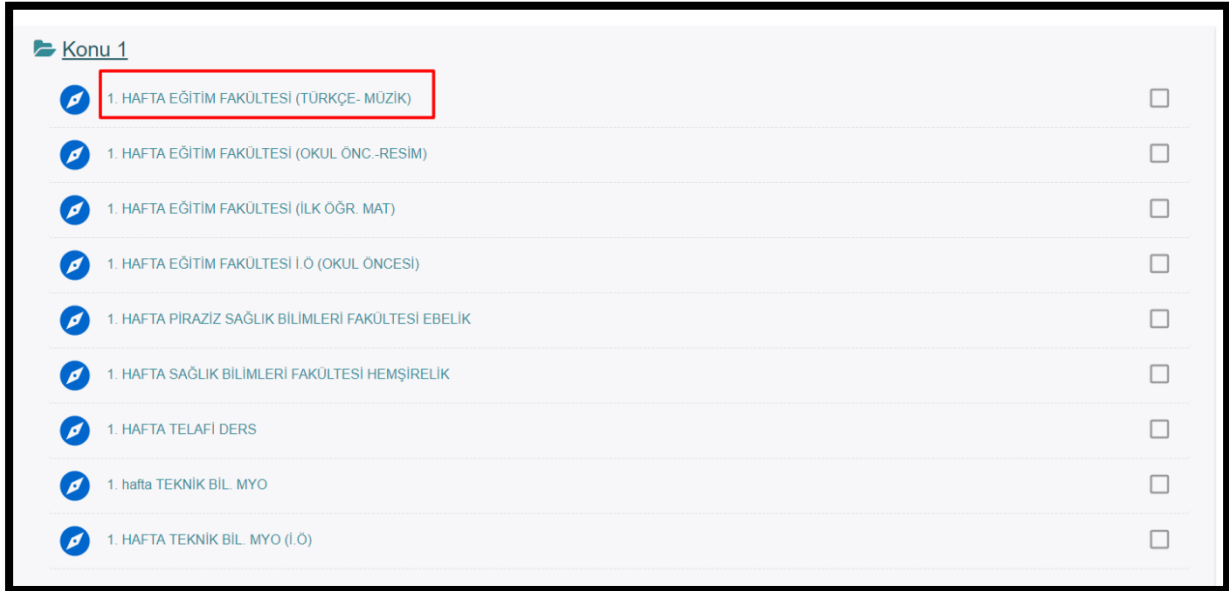 Konu 1
1. HAFTA EĞİTİM FAKÜLTESİ (TÜRKÇE- MÜZİK)
1. HAFTA EĞİTİM FAKÜLTESİ (OKUL ÖNC.-RESİM)
1. HAFTA EĞİTİM FAKÜLTESİ (İLK ÖĞR. MAT)
1. HAFTA EĞİTİM FAKÜLTESİ İ.Ö (OKUL ÖNCESİ)
1. HAFTA PİRAZİZ SAĞLIK BİLİMLERİ FAKÜLTESİ EBELİK
1. HAFTA SAĞLIK BİLİMLERİ FAKÜLTESİ HEMŞİRELİK
1. HAFTA TELAFİ DERS
1. hafta TEKNİK BİL. MYO
1. HAFTA TEKNİK BİL. MYO (İ.Ö)